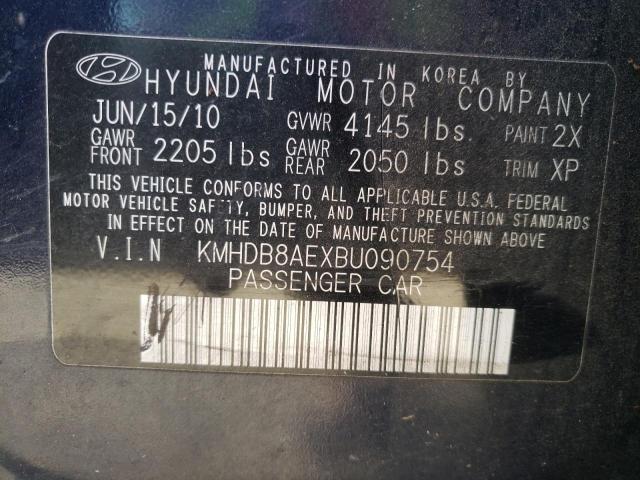 MANUFACTURED IN KOREA BY
HYUNDAI MOTOR COMPANY
JUN/15/10 GVWR 4145 lbs. PAINT 2X
GAWR FRONT 2205 lbs GAWR REAR 2050 lbs TRIM XP
THIS VEHICLE CONFORMS TO ALL APPLICABLE U.S.A. FEDERAL
MOTOR VEHICLE SAFETY, BUMPER, AND THEFT PREVENTION STANDARDS
IN EFFECT ON THE DATE OF MANUFACTURE SHOWN ABOVE
V.I.N KMHDB8AEXBU090754
PASSENGER CAR